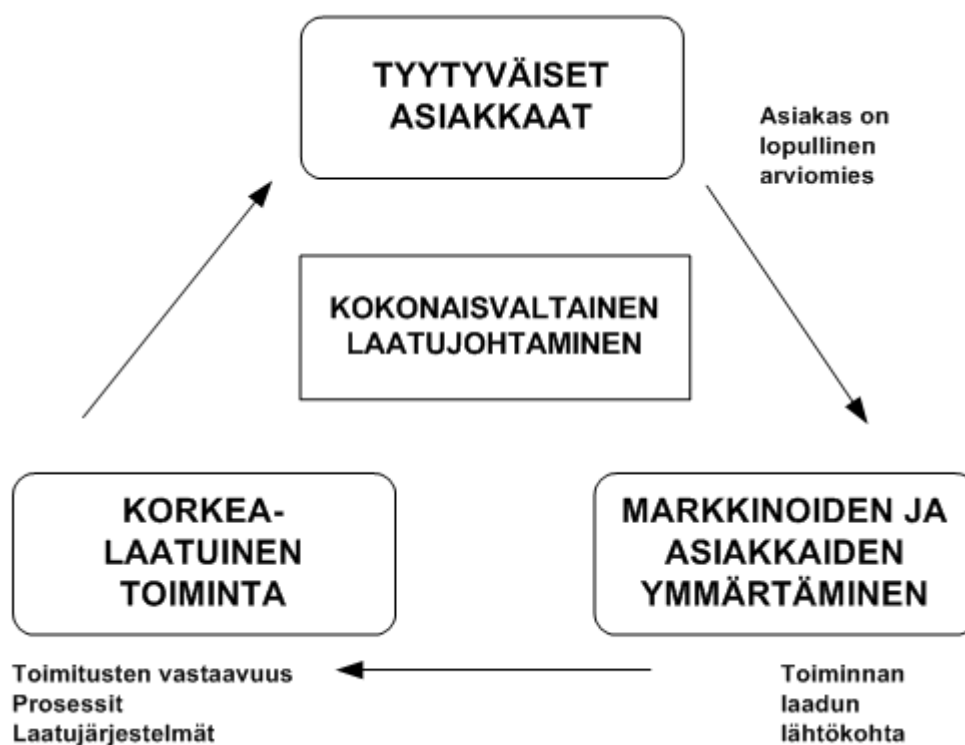 TYYTYVÄISET
ASIAKKAAT
Asiakas on
lopullinen
arviomies
KOKONAISVALTAINEN
LAATUJOHTAMINEN
KORKEA-
LAATUINEN
TOIMINTA
MARKKINOIDEN JA
ASIAKKAIDEN
YMMÄRTÄMINEN
Toimitusten vastaavuus
Prosessit
Laatujärjestelmät
Toiminnan
laadun
lähtökohta